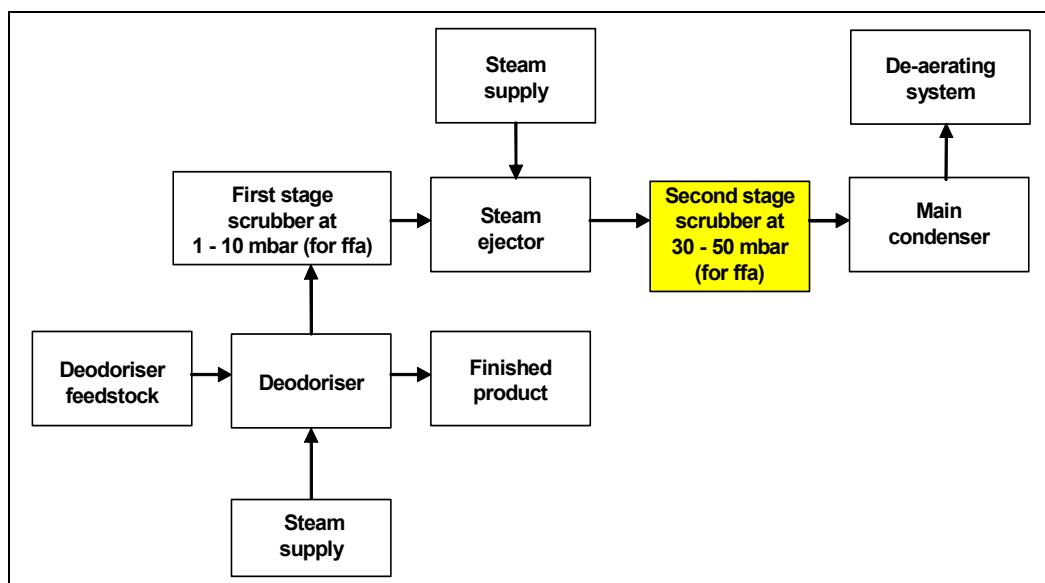 Steam
supply
De-aerating
system
First stage
scrubber at
1 - 10 mbar (for ffa)
Steam
ejector
Second stage
scrubber at
30 - 50 mbar
(for ffa)
Main
condenser
Deodoriser
feedstock
Deodoriser
Finished
product
Steam
supply